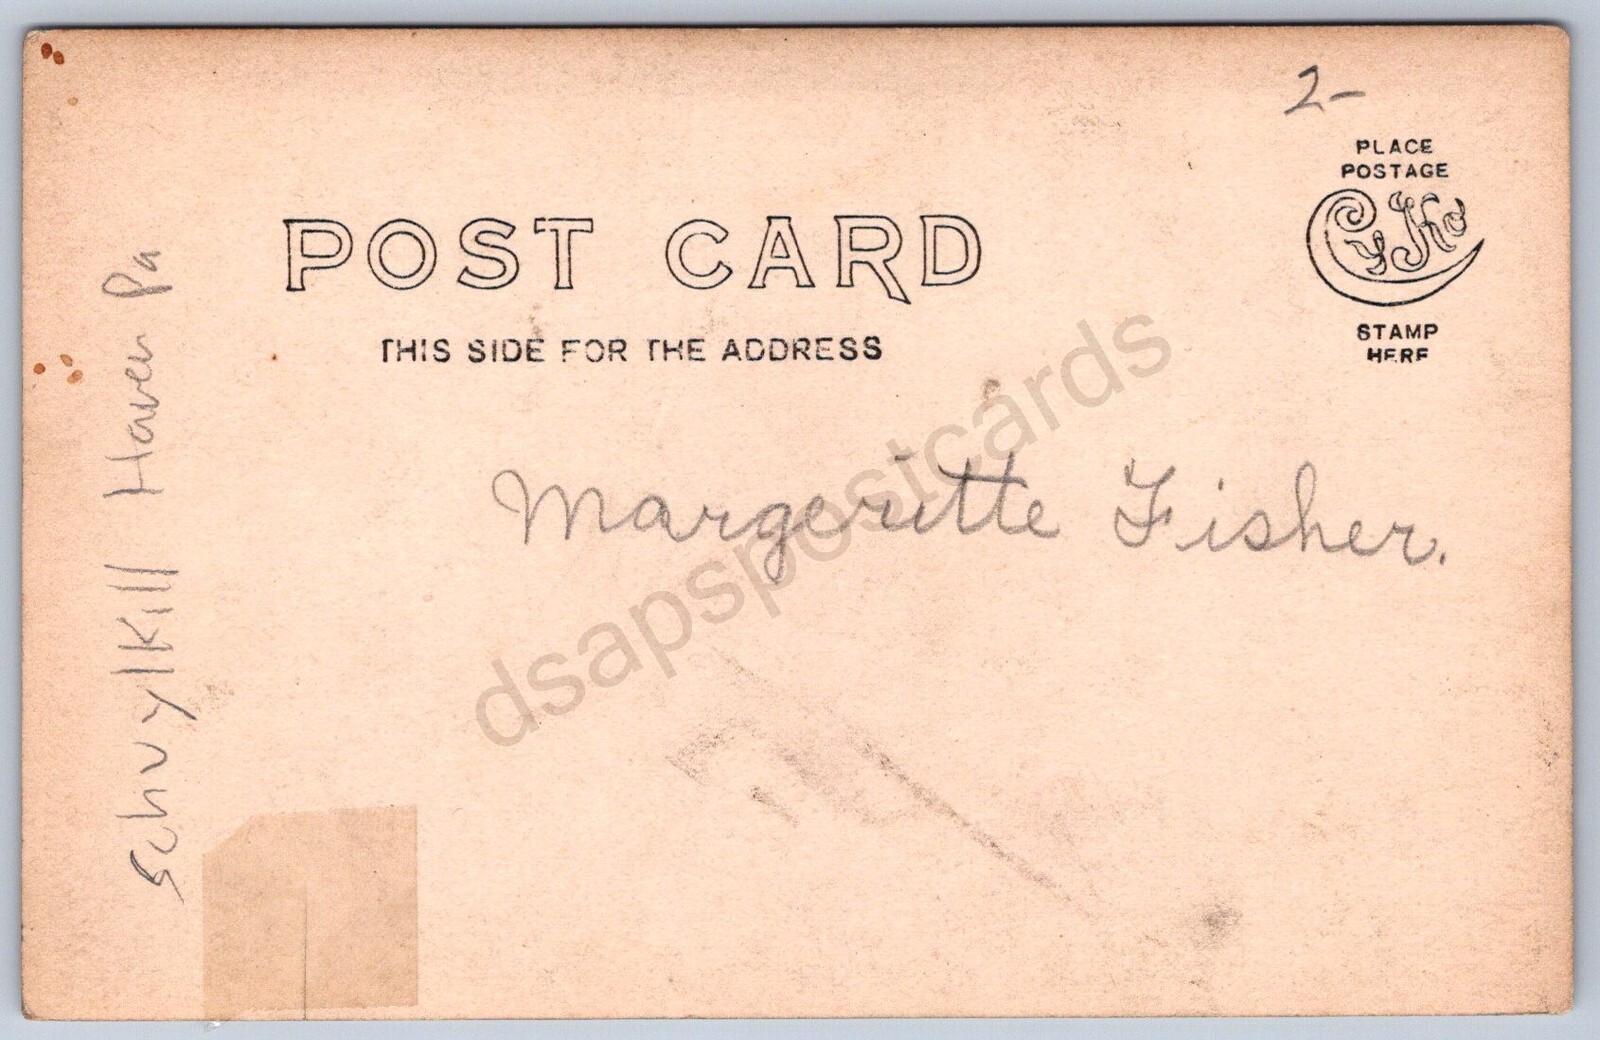 2-
PLACE
POSTAGE
CyKo
STAMP
HERE
POST CARD
THIS SIDE FOR THE ADDRESS
Margeritte Fisher.
Schuylkill Haven Pa
dsapspostcards